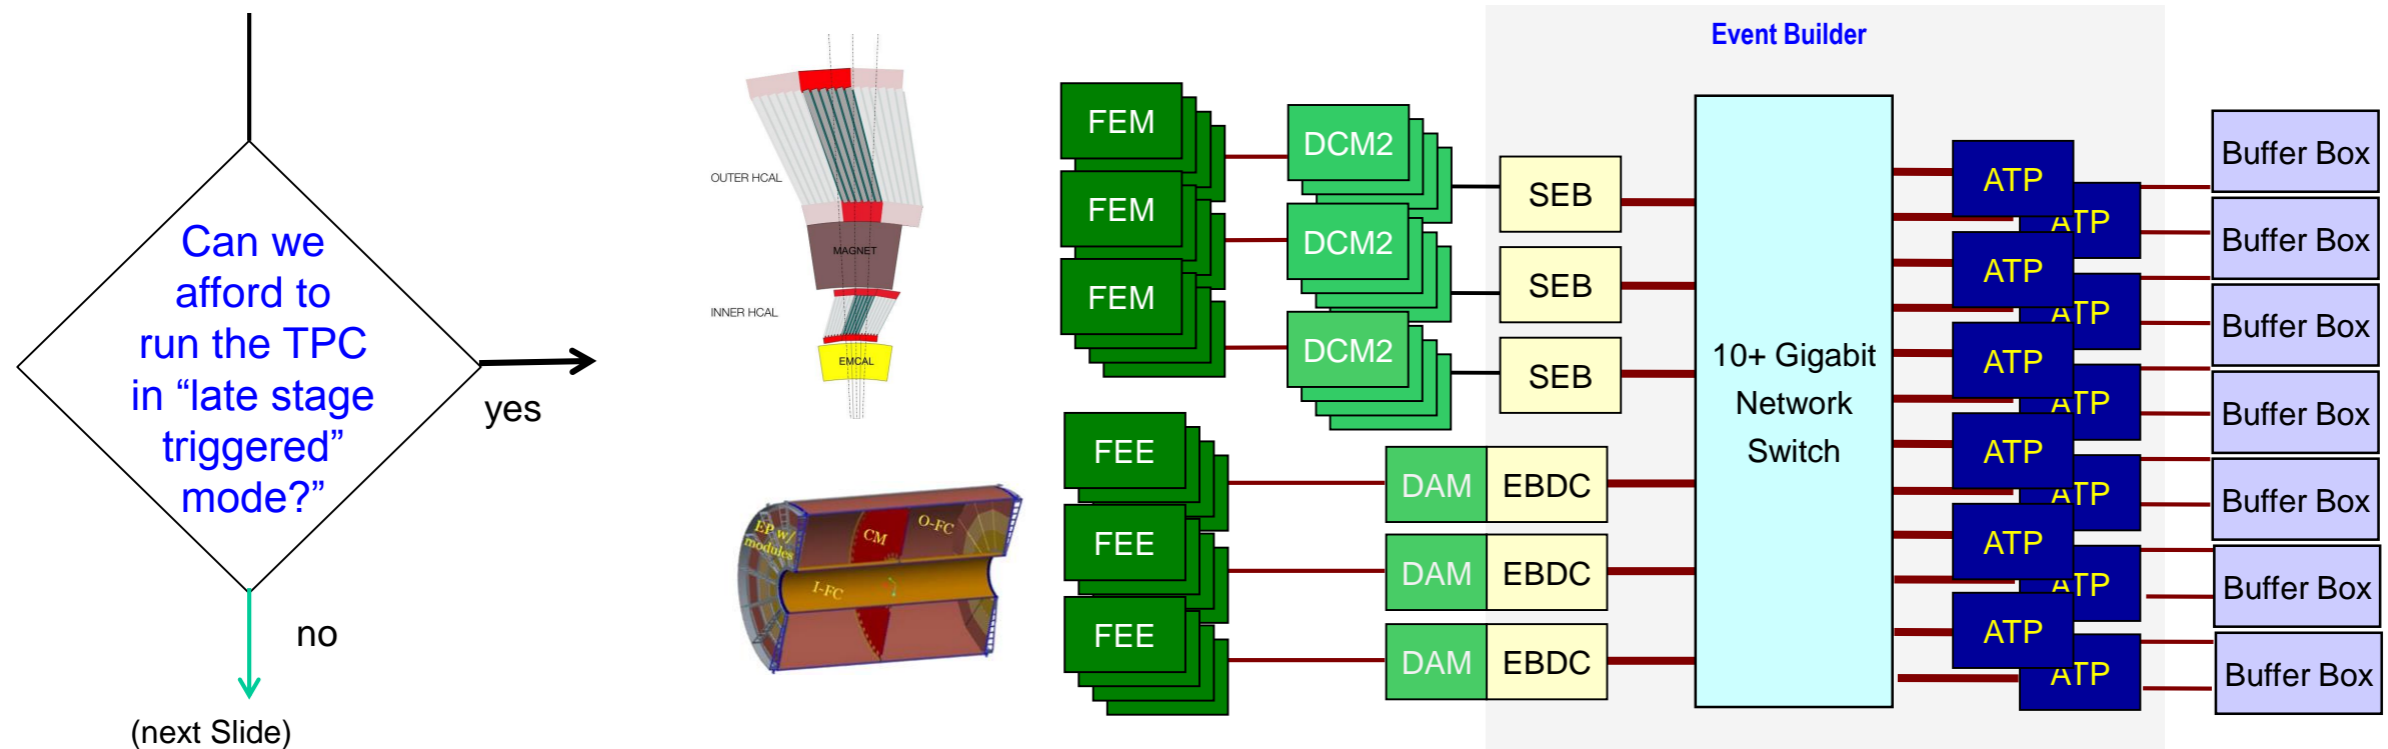 Can we
afford to
run the TPC
in “late stage
triggered”
mode?”
yes
no
(next Slide)
OUTER HCAL
MAGNET
INNER HCAL
EMCAL
EP w/
modules
CM
O-FC
I-FC
FEM
FEM
FEM
FEE
FEE
FEE
DCM2
DCM2
DCM2
DAM
DAM
DAM
Event Builder
SEB
SEB
SEB
EBDC
EBDC
EBDC
10+ Gigabit
Network
Switch
ATP
ATP
ATP
ATP
ATP
ATP
ATP
ATP
ATP
ATP
ATP
ATP
Buffer Box
Buffer Box
Buffer Box
Buffer Box
Buffer Box
Buffer Box
Buffer Box